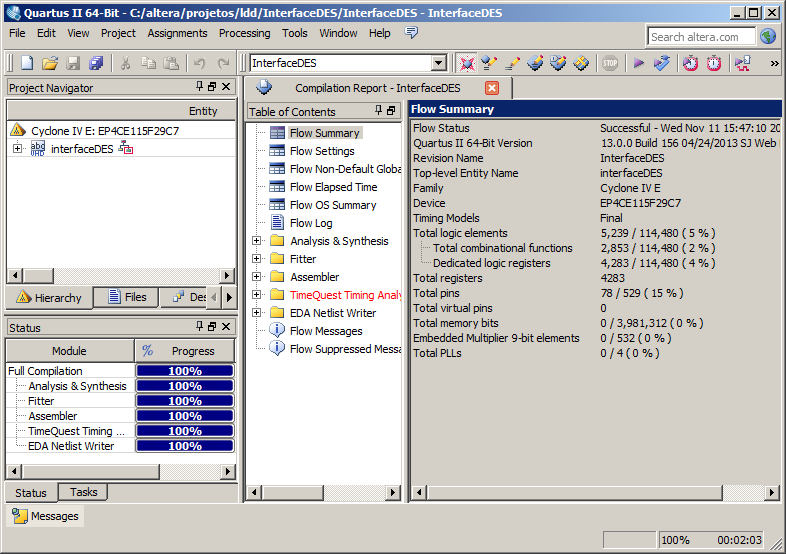 Quartus II 64-Bit - C:/altera/projetos/ldd/InterfaceDES/InterfaceDES - InterfaceDES
File Edit View Project Assignments Processing Tools Window Help
Search altera.com
InterfaceDES
STOP
»
Project Navigator
Entity
Cyclone IV E: EP4CE115F29C7
abc
VHD
interfaceDES
Hierarchy Files Des
Status
Module % Progress
Full Compilation 100%
Analysis & Synthesis 100%
Fitter 100%
Assembler 100%
TimeQuest Timing ... 100%
EDA Netlist Writer 100%
Status Tasks
Messages
Compilation Report - InterfaceDES
Table of Contents
Flow Summary
Flow Settings
Flow Non-Default Globa
Flow Elapsed Time
Flow OS Summary
Flow Log
Analysis & Synthesis
Fitter
Assembler
TimeQuest Timing Analy
EDA Netlist Writer
Flow Messages
Flow Suppressed Messa
Flow Summary
Flow Status Successful - Wed Nov 11 15:47:10 20
Quartus II 64-Bit Version 13.0.0 Build 156 04/24/2013 SJ Web
Revision Name InterfaceDES
Top-level Entity Name interfaceDES
Family Cyclone IV E
Device EP4CE115F29C7
Timing Models Final
Total logic elements 5,239 / 114,480 ( 5 % )
Total combinational functions 2,853 / 114,480 ( 2 % )
Dedicated logic registers 4,283 / 114,480 ( 4 % )
Total registers 4283
Total pins 78 / 529 ( 15 % )
Total virtual pins 0
Total memory bits 0 / 3,981,312 ( 0 % )
Embedded Multiplier 9-bit elements 0 / 532 ( 0 % )
Total PLLs 0 / 4 ( 0 % )
100% 00:02:03